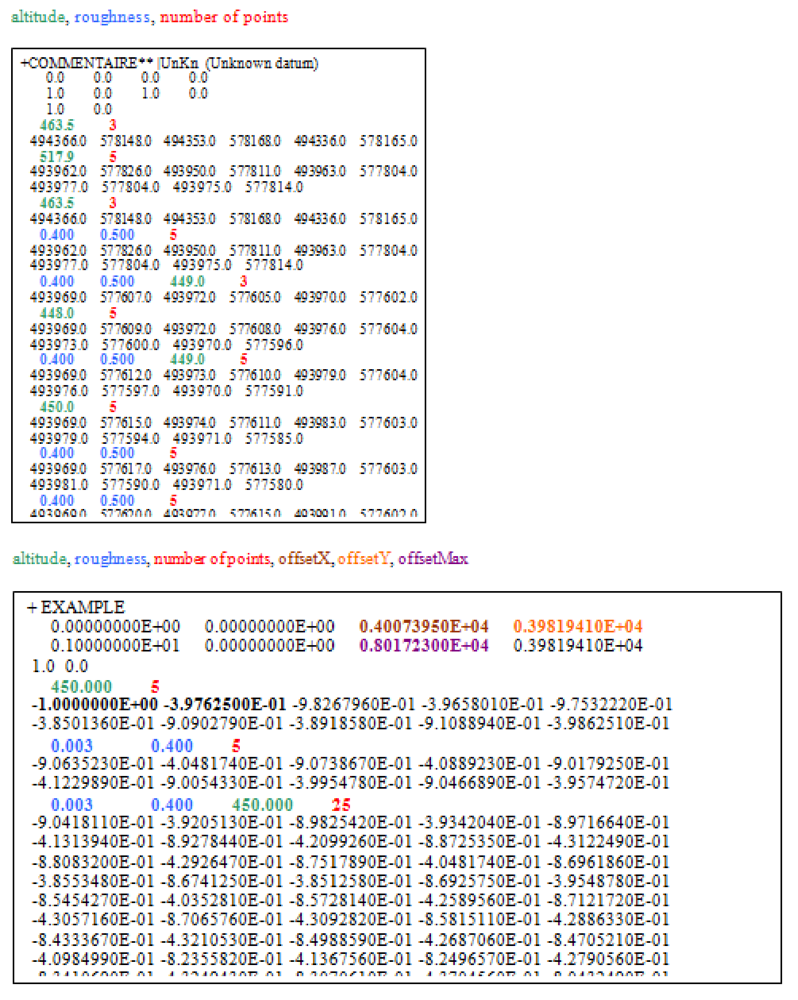 altitude, roughness, number of points
+COMMENTAIRE** |UnKn (Unknown datum)
0.0 0.0 0.0 0.0
1.0 0.0 1.0 0.0
1.0 0.0
463.5 3
494366.0 578148.0 494353.0 578168.0 494336.0 578165.0
517.9 5
493962.0 577826.0 493950.0 577811.0 493963.0 577804.0
493977.0 577804.0 493975.0 577814.0
463.5 3
494366.0 578148.0 494353.0 578168.0 494336.0 578165.0
0.400 0.500 5
493962.0 577826.0 493950.0 577811.0 493963.0 577804.0
493977.0 577804.0 493975.0 577814.0
0.400 0.500 449.0 3
493969.0 577607.0 493972.0 577605.0 493970.0 577602.0
448.0 5
493969.0 577609.0 493972.0 577608.0 493976.0 577604.0
493973.0 577600.0 493970.0 577596.0
0.400 0.500 449.0 5
493969.0 577612.0 493973.0 577610.0 493979.0 577604.0
493976.0 577597.0 493970.0 577591.0
450.0 5
493969.0 577615.0 493974.0 577611.0 493983.0 577603.0
493979.0 577594.0 493971.0 577585.0
0.400 0.500 5
493969.0 577617.0 493976.0 577613.0 493987.0 577603.0
493981.0 577590.0 493971.0 577580.0
0.400 0.500 5
493969.0 577620.0 493977.0 577615.0 493991.0 577602.0
altitude, roughness, number of points, offsetX, offsetY, offsetMax
+ EXAMPLE
0.00000000E+00 0.00000000E+00 0.40073950E+04 0.39819410E+04
0.10000000E+01 0.00000000E+00 0.80172300E+04 0.39819410E+04
1.0 0.0
450.000 5
-1.0000000E+00 -3.9762500E-01 -9.8267960E-01 -3.9658010E-01 -9.7532220E-01
-3.8501360E-01 -9.0902790E-01 -3.8918580E-01 -9.1088940E-01 -3.9862510E-01
0.003 0.400 5
-9.0635230E-01 -4.0481740E-01 -9.0738670E-01 -4.0889230E-01 -9.0179250E-01
-4.1229890E-01 -9.0054330E-01 -3.9954780E-01 -9.0466890E-01 -3.9574720E-01
0.003 0.400 450.000 25
-9.0418110E-01 -3.9205130E-01 -8.9825420E-01 -3.9342040E-01 -8.9716640E-01
-4.1313940E-01 -8.9278440E-01 -4.2099260E-01 -8.8725350E-01 -4.3122490E-01
-8.8083200E-01 -4.2926470E-01 -8.7517890E-01 -4.0481740E-01 -8.6961860E-01
-3.8553480E-01 -8.6741250E-01 -3.8512580E-01 -8.6925750E-01 -3.9548780E-01
-8.5454270E-01 -4.0352810E-01 -8.5728140E-01 -4.2589560E-01 -8.7121720E-01
-4.3057160E-01 -8.7065760E-01 -4.3092820E-01 -8.5815110E-01 -4.2886330E-01
-8.4333670E-01 -4.3210530E-01 -8.4988590E-01 -4.2687060E-01 -8.4705210E-01
-4.0984990E-01 -8.2355820E-01 -4.1367560E-01 -8.2496570E-01 -4.2790560E-01